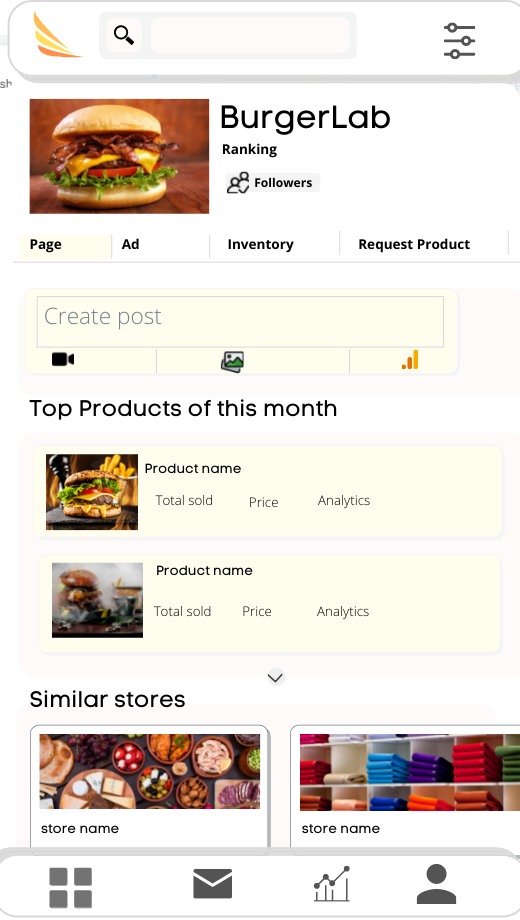 sh
BurgerLab
Ranking
Followers
Page Ad Inventory Request Product
Create post
Top Products of this month
Product name
Total sold Price Analytics
Product name
Total sold Price Analytics
Similar stores
store name store name